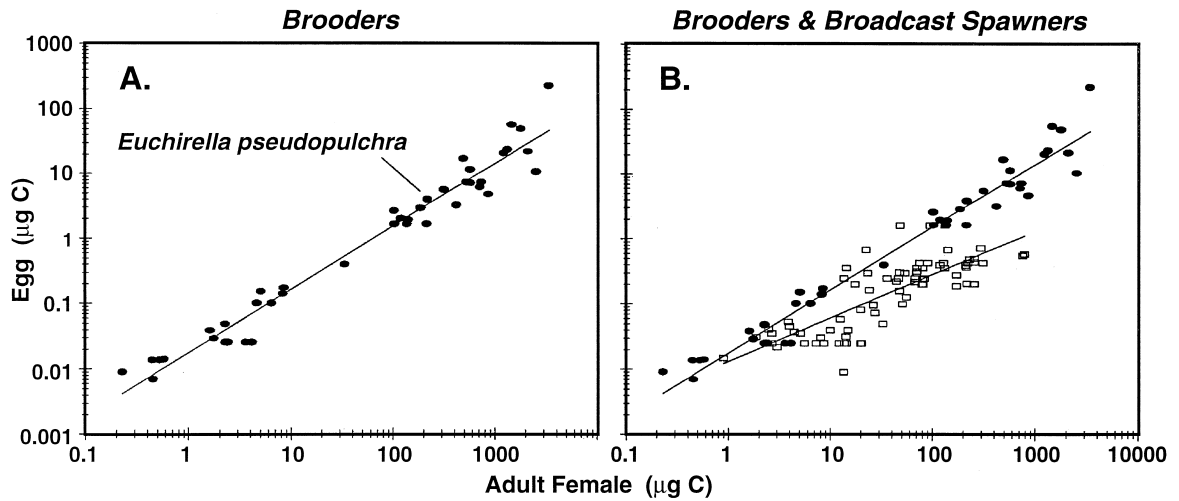 Brooders
Brooders & Broadcast Spawners
1000
100
10
1
0.1
0.01
0.001
Egg (µg C)
A.
Euchirella pseudopulchra
B.
0.1 1 10 100 1000
0.1 1 10 100 1000 10000
Adult Female (µg C)